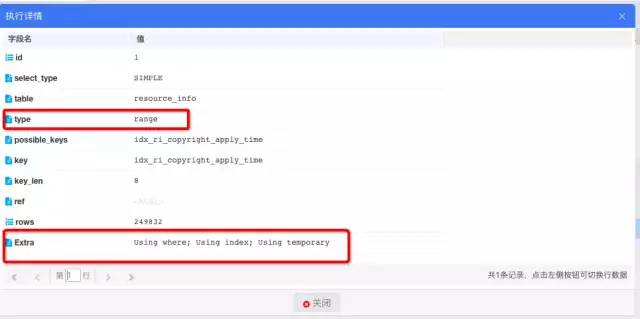 执行详情
字段名 值
id 1
select_type SIMPLE
table resource_info
type range
possible_keys idx_ri_copyright_apply_time
key idx_ri_copyright_apply_time
key_len 8
ref <NULL>
rows 249832
Extra Using where; Using index; Using temporary
第 1 行
共1条记录，点击左侧按钮可切换行数据
关闭